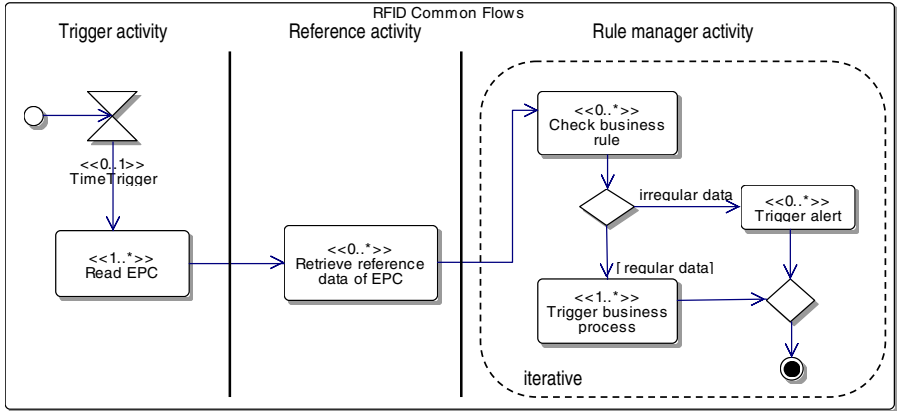 RFID Common Flows
Trigger activity
Reference activity
Rule manager activity
<<0..1>>
TimeTrigger
<<1..*>>
Read EPC
<<0..*>>
Retrieve reference
data of EPC
<<0..*>>
Check business
rule
irregular data
<<0..*>>
Trigger alert
[ regular data]
<<1..*>>
Trigger business
process
iterative